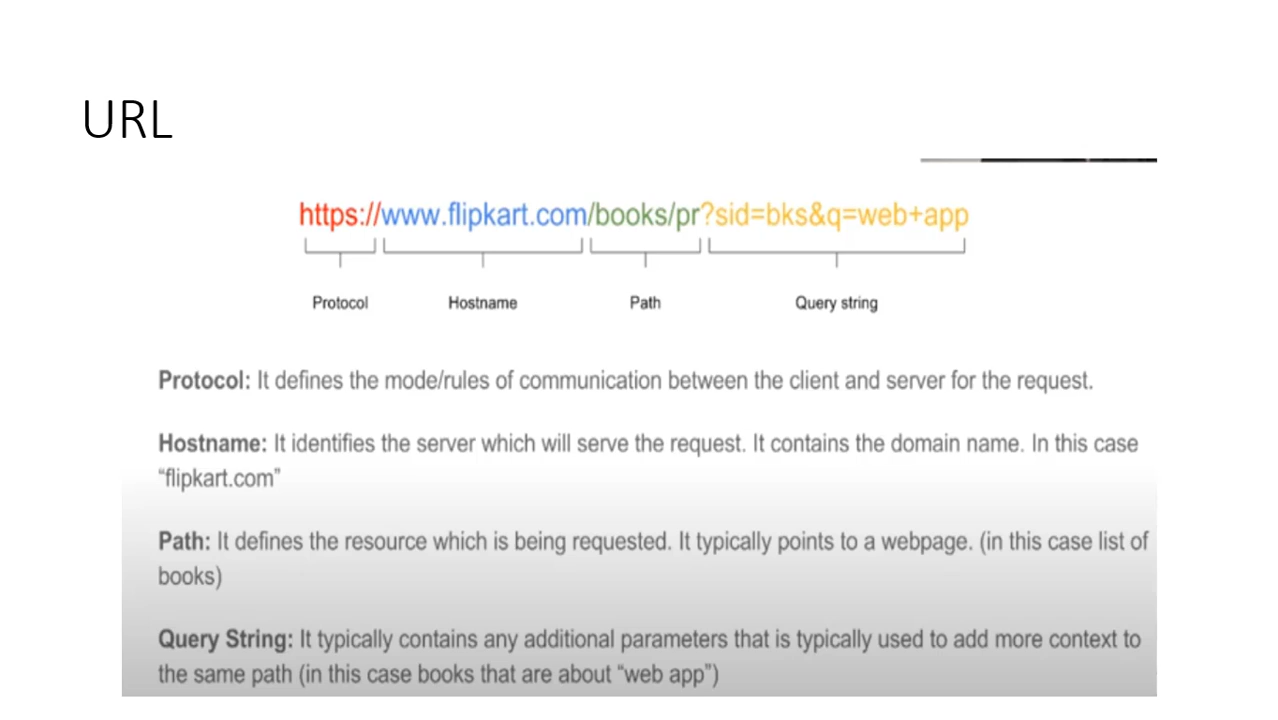 URL
https://www.flipkart.com/books/pr?sid=bks&q=web+app
Protocol Hostname Path Query string
Protocol: It defines the mode/rules of communication between the client and server for the request.
Hostname: It identifies the server which will serve the request. It contains the domain name. In this case
“flipkart.com”
Path: It defines the resource which is being requested. It typically points to a webpage. (in this case list of
books)
Query String: It typically contains any additional parameters that is typically used to add more context to
the same path (in this case books that are about “web app”)